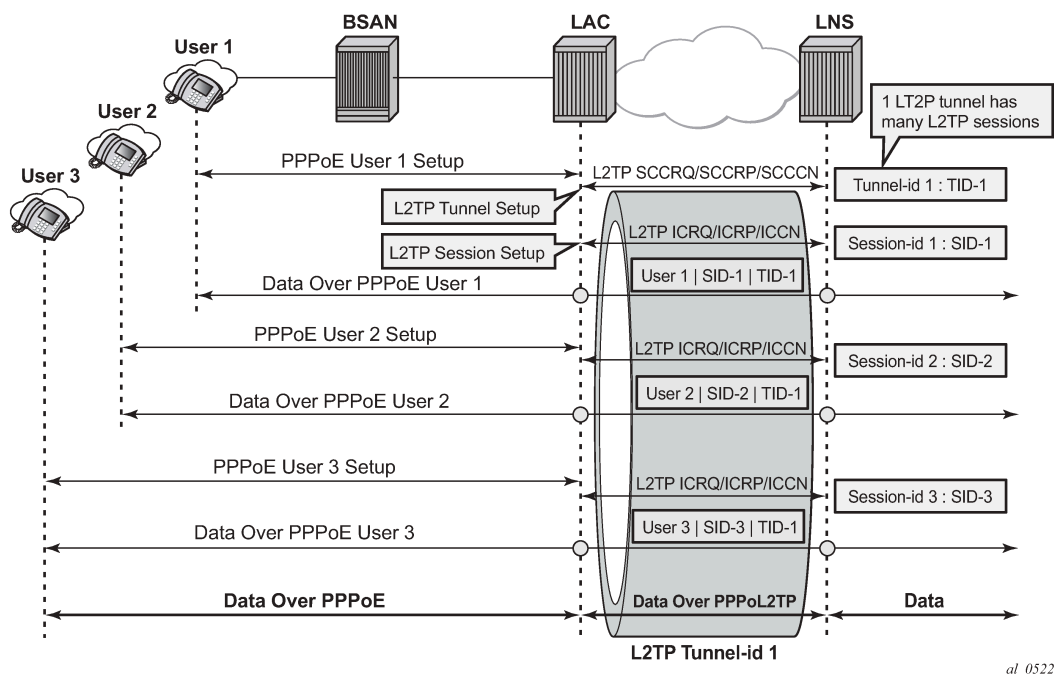 BSAN
LAC
LNS
User 1
1 LT2P tunnel has
many L2TP sessions
User 2
PPPoE User 1 Setup
L2TP SCCRQ/SCCRP/SCCCN
User 3
Tunnel-id 1 : TID-1
L2TP Tunnel Setup
L2TP ICRQ/ICRP/ICCN
Session-id 1 : SID-1
L2TP Session Setup
User 1 | SID-1 | TID-1
Data Over PPPoE User 1
PPPoE User 2 Setup
L2TP ICRQ/ICRP/ICCN
Session-id 2 : SID-2
User 2 | SID-2 | TID-1
Data Over PPPoE User 2
PPPoE User 3 Setup
L2TP ICRQ/ICRP/ICCN
Session-id 3 : SID-3
User 3 | SID-3 | TID-1
Data Over PPPoE User 3
Data Over PPPoE
Data Over PPPoL2TP
Data
L2TP Tunnel-id 1
al_0522